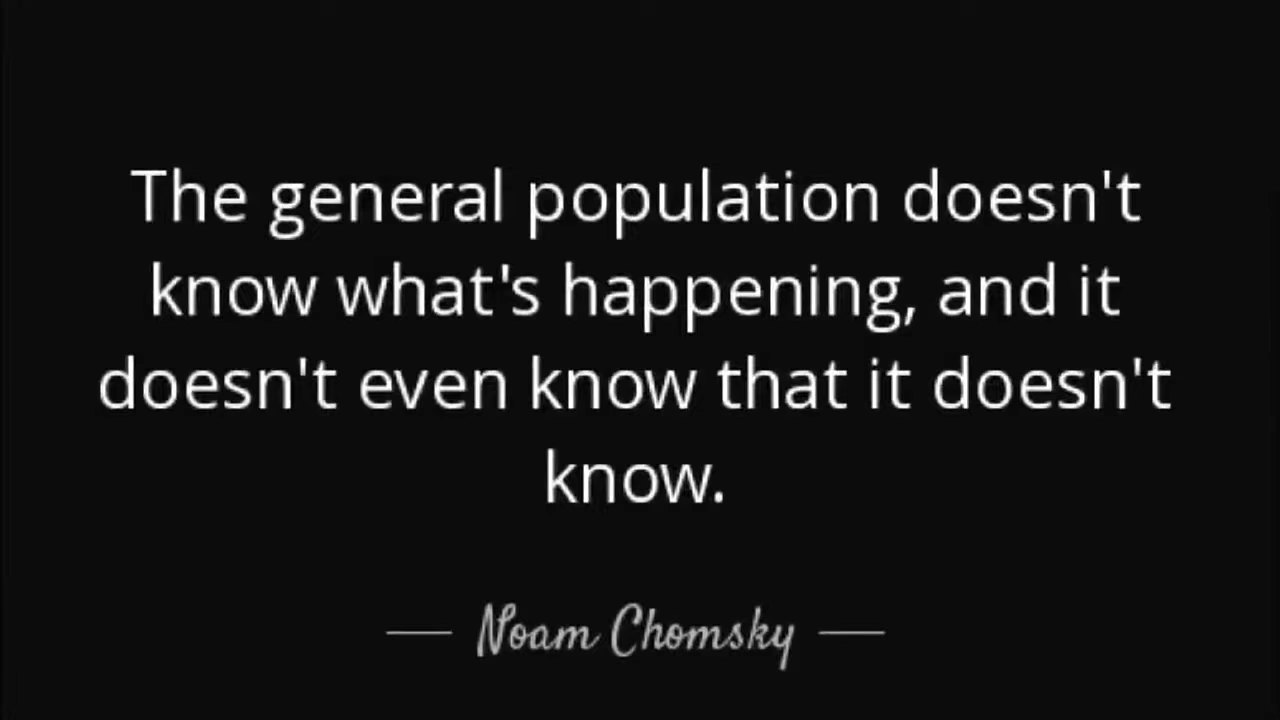 The general population doesn't
know what's happening, and it
doesn't even know that it doesn't
know.
— Noam Chomsky —